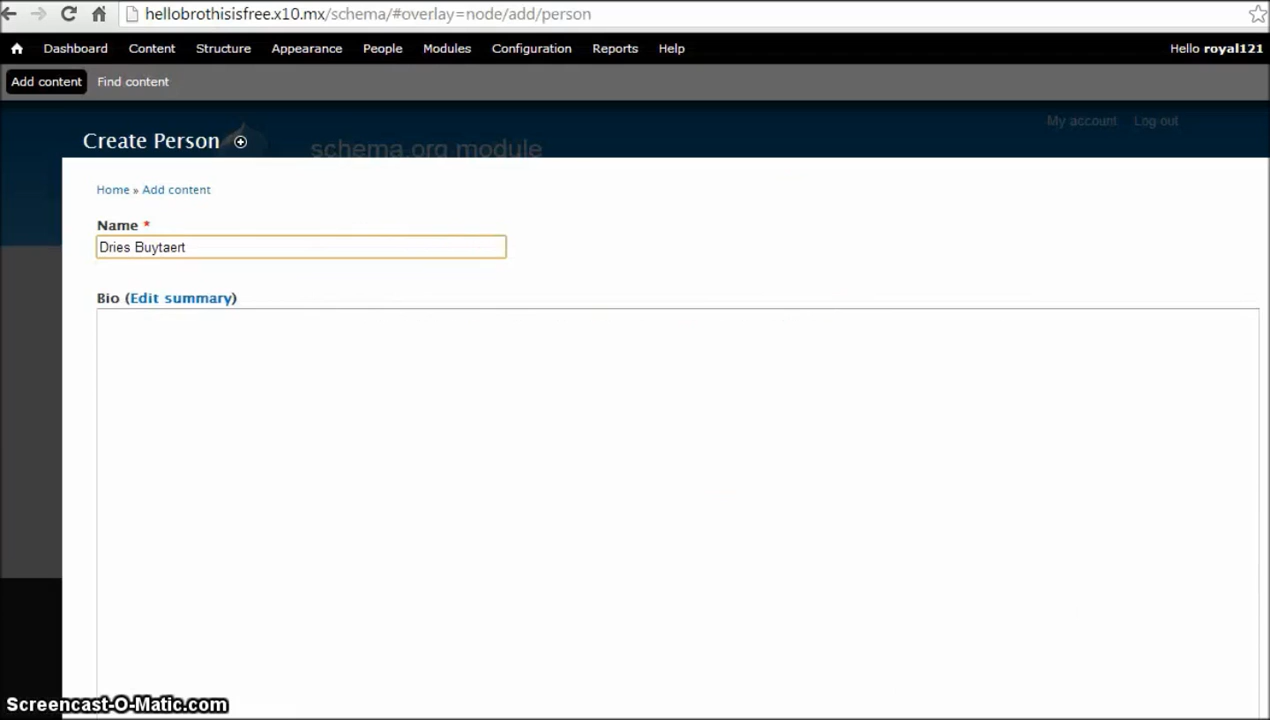 hellobrothisisfree.x10.mx/schema/#overlay=node/add/person
Dashboard Content Structure Appearance People Modules Configuration Reports Help Hello royal121
Add content Find content
My account Log out
Create Person
schema org module
Home » Add content
Name *
Dries Buytaert
Bio (Edit summary)
Screencast-O-Matic.com